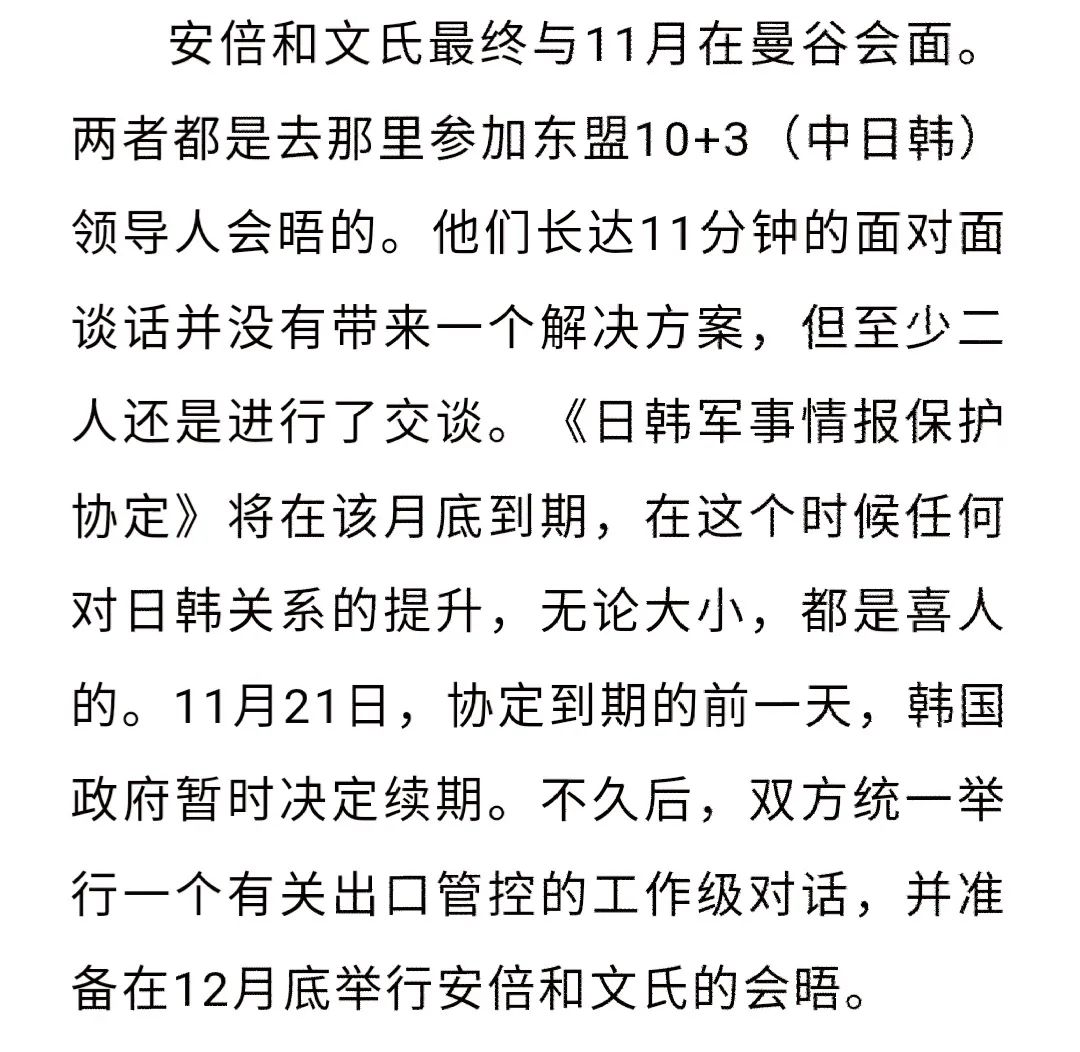 安倍和文氏最终与11月在曼谷会面。
两者都是去那里参加东盟10+3（中日韩）
领导人会晤的。他们长达11分钟的面对面
谈话并没有带来一个解决方案，但至少二
人还是进行了交谈。《日韩军事情报保护
协定》将在该月底到期，在这个时候任何
对日韩关系的提升，无论大小，都是喜人
的。11月21日，协定到期的前一天，韩国
政府暂时决定续期。不久后，双方统一举
行一个有关出口管控的工作级对话，并准
备在12月底举行安倍和文氏的会晤。